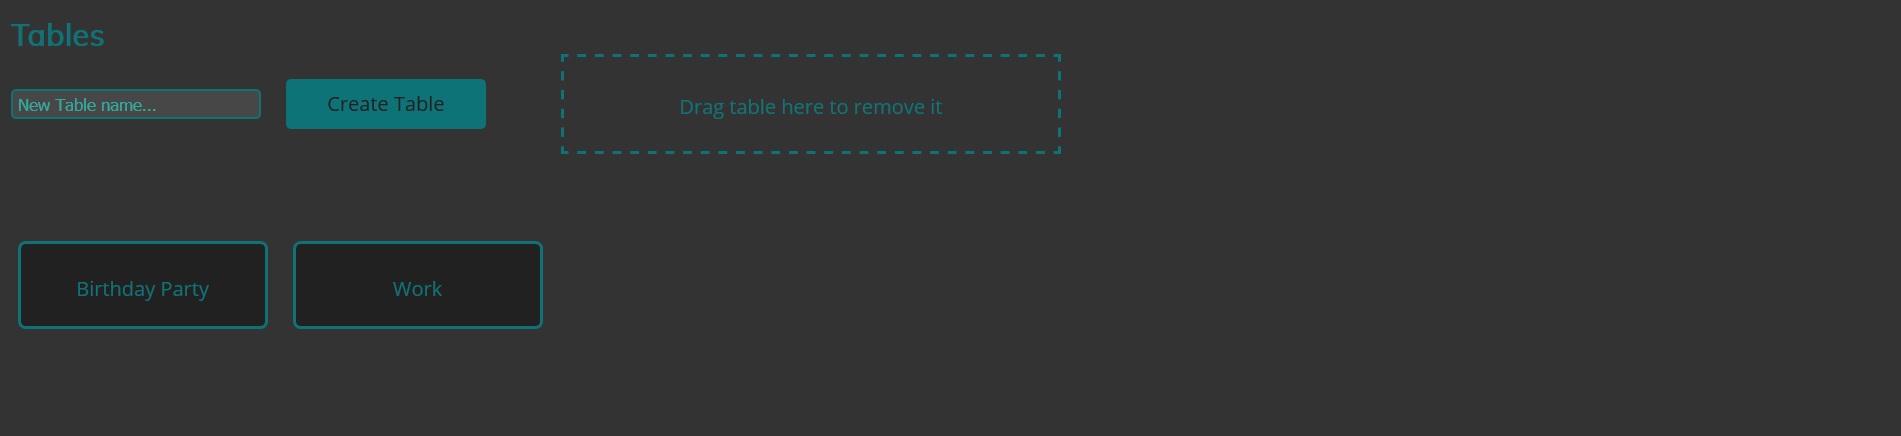 Tables
New Table name...
Create Table
Drag table here to remove it
Birthday Party
Work